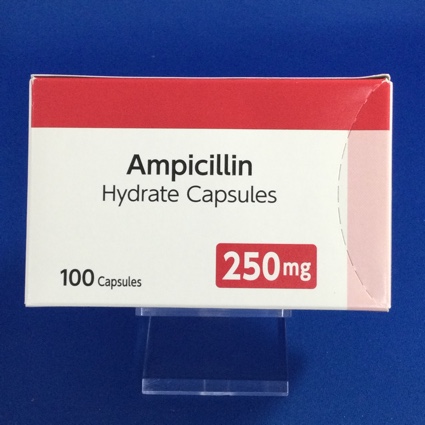 Ampicillin
Hydrate Capsules
250mg
100 Capsules